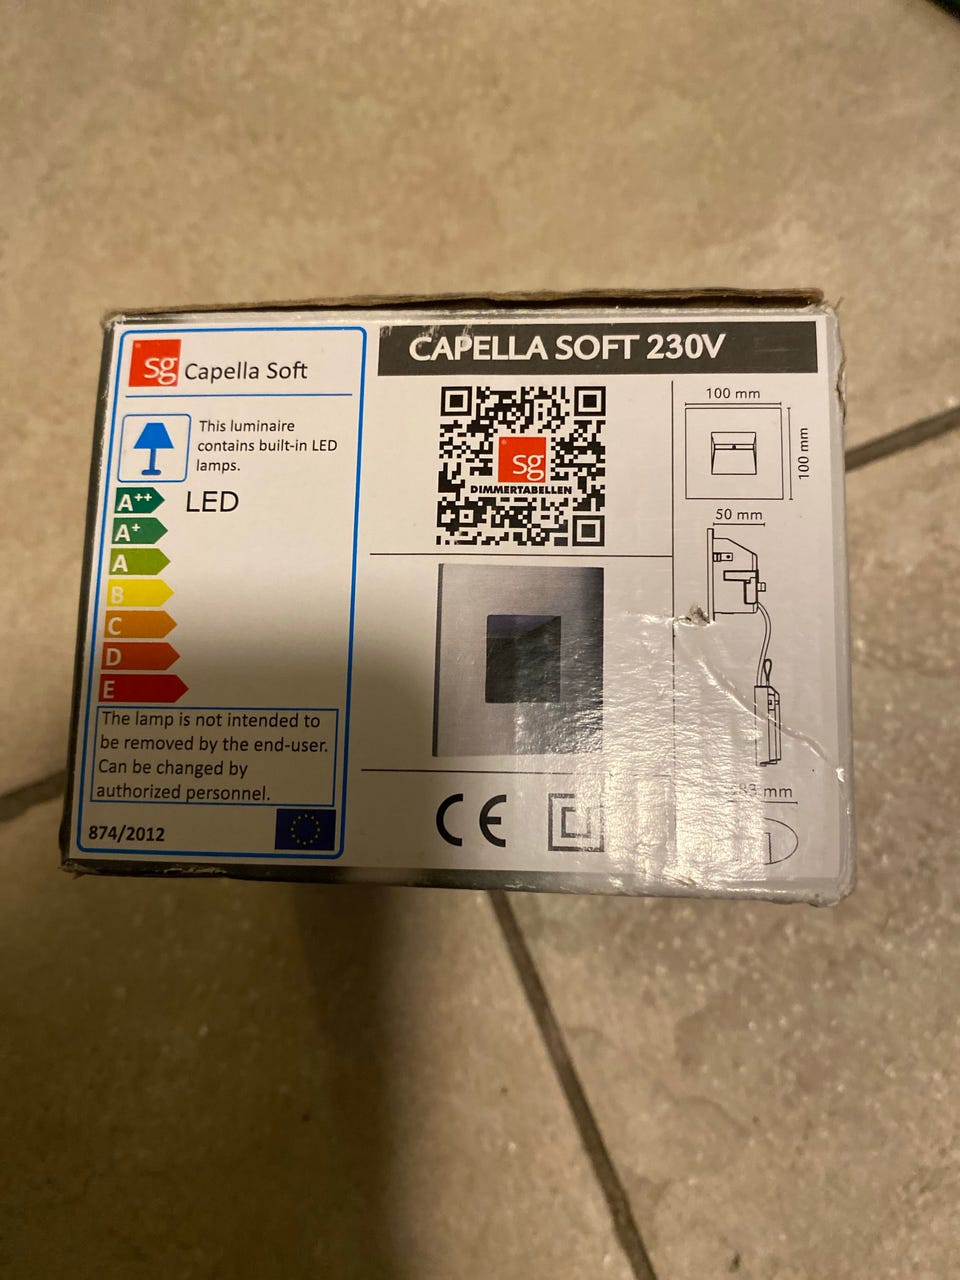 sg Capella Soft
This luminaire
contains built-in LED
lamps.
A++ LED
A+
A
B
C
D
E
The lamp is not intended to
be removed by the end-user.
Can be changed by
authorized personnel.
874/2012
CAPELLA SOFT 230V
sg
DIMMERTABELLEN
CE
100 mm
100 mm
50 mm
mm